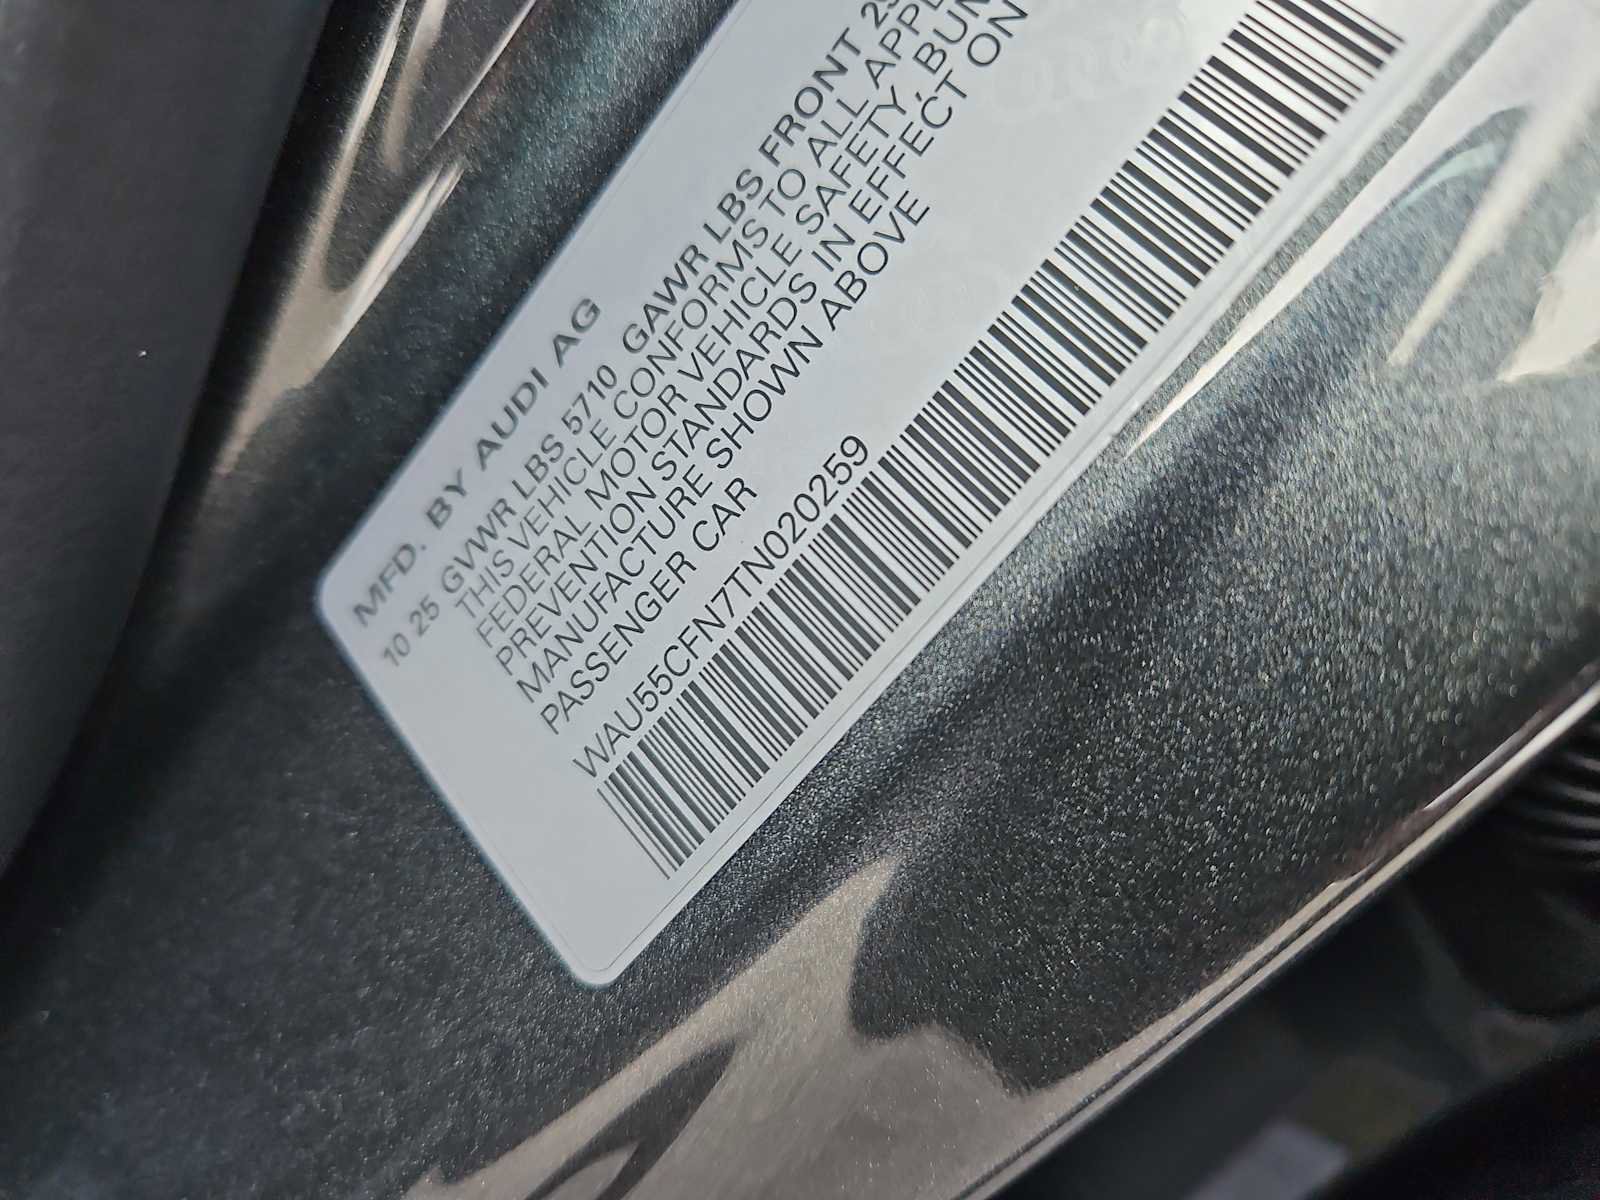 MFD. BY AUDI AG
10 25 GVWR LBS 5710 GAWR LBS FRONT
THIS VEHICLE CONFORMS TO ALL
FEDERAL MOTOR VEHICLE SAFETY,
PREVENTION STANDARDS IN EFFECT ON
MANUFACTURE SHOWN ABOVE
PASSENGER CAR
WAU55CFN7TN020259